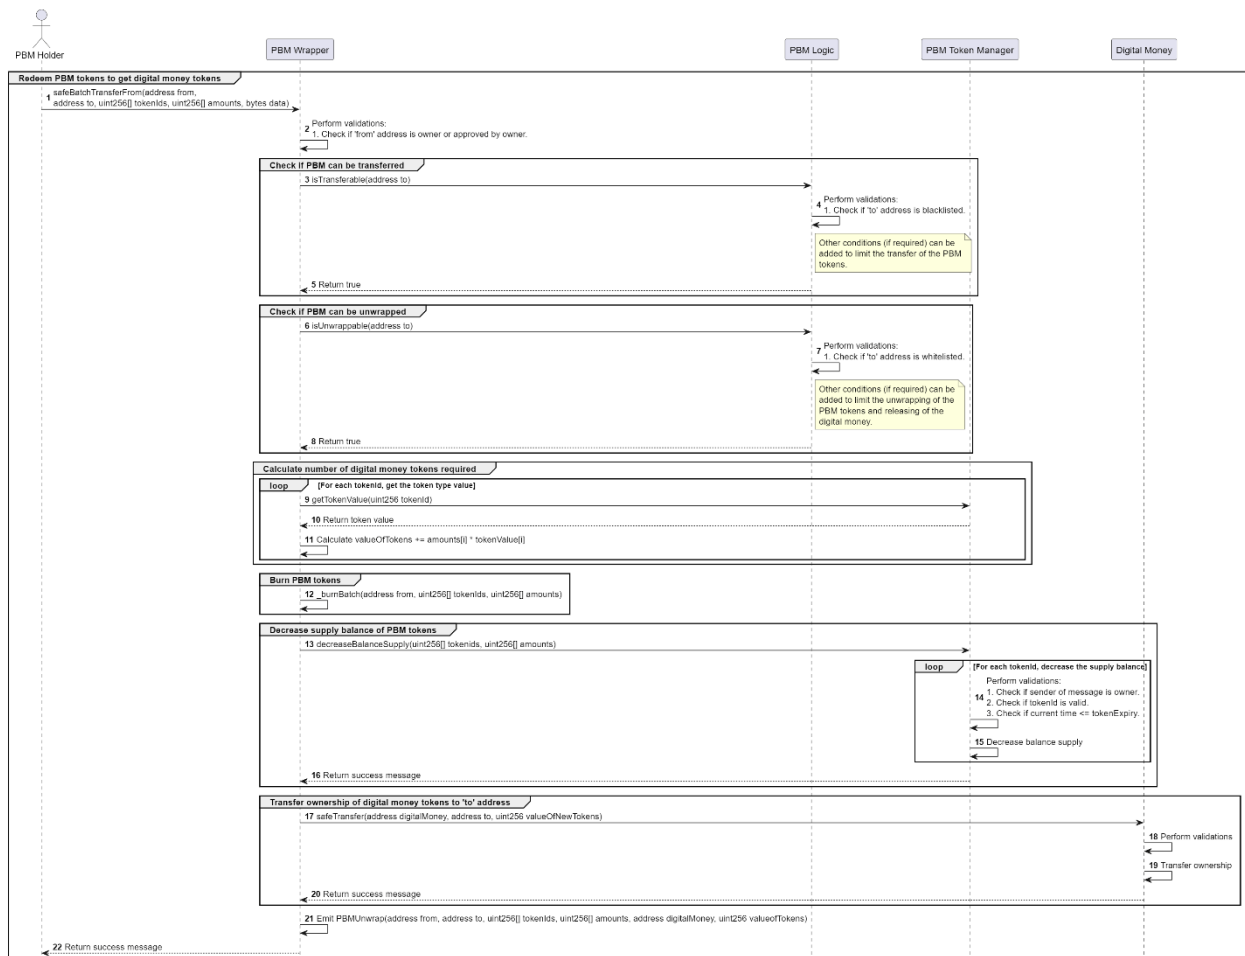 PBM Holder
PBM Wrapper
PBM Logic
PBM Token Manager
Digital Money
Redeem PBM tokens to get digital money tokens
1 safeBatchTransferFrom(address from,
address to, uint256[] tokenIds, uint256[] amounts, bytes data)
2 Perform validations:
1. Check if 'from' address is owner or approved by owner.
Check if PBM can be transferred
3 isTransferable(address to)
4 Perform validations:
1. Check if 'to' address is blacklisted.
Other conditions (if required) can be
added to limit the transfer of the PBM
tokens.
5 Return true
Check if PBM can be unwrapped
6 isUnwrappable(address to)
7 Perform validations:
1. Check if 'to' address is whitelisted.
Other conditions (if required) can be
added to limit the unwrapping of the
PBM tokens and releasing of the
digital money.
8 Return true
Calculate number of digital money tokens required
loop [For each tokenId, get the token type value]
9 getTokenValue(uint256 tokenId)
10 Return token value
11 Calculate valueOfTokens += amounts[i] * tokenValue[i]
Burn PBM tokens
12 _burnBatch(address from, uint256[] tokenIds, uint256[] amounts)
Decrease supply balance of PBM tokens
13 decreaseBalanceSupply(uint256[] tokenids, uint256[] amounts)
loop [For each tokenId, decrease the supply balance]
Perform validations:
1. Check if sender of message is owner.
14 2. Check if tokenId is valid.
3. Check if current time <= tokenExpiry.
15 Decrease balance supply
16 Return success message
Transfer ownership of digital money tokens to 'to' address
17 safeTransfer(address digitalMoney, address to, uint256 valueOfNewTokens)
18 Perform validations
19 Transfer ownership
20 Return success message
21 Emit PBMUnwrap(address from, address to, uint256[] tokenIds, uint256[] amounts, address digitalMoney, uint256 valueofTokens)
22 Return success message